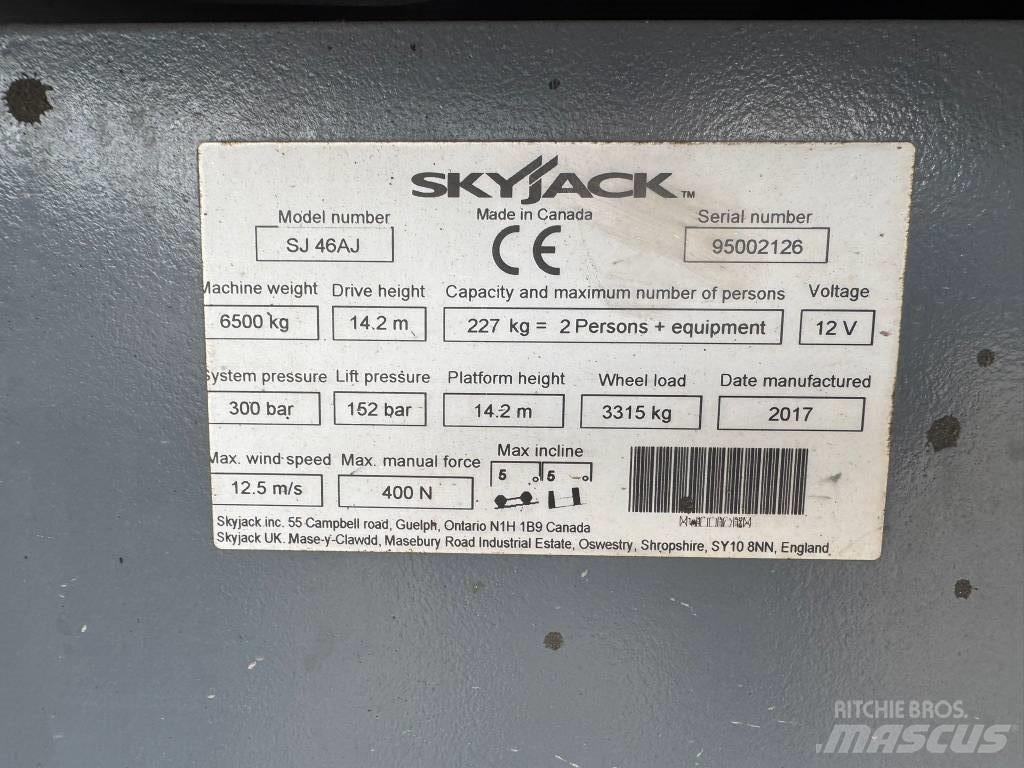 SKYJACK™
Made in Canada
Model number
SJ 46AJ
CE
Serial number
95002126
Machine weight Drive height Capacity and maximum number of persons Voltage
6500 kg 14.2 m 227 kg = 2 Persons + equipment 12 V
System pressure Lift pressure Platform height Wheel load Date manufactured
300 bar 152 bar 14.2 m 3315 kg 2017
Max. wind speed Max. manual force Max incline
12.5 m/s 400 N 5 ° 5 °
Skyjack inc. 55 Campbell road, Guelph, Ontario N1H 1B9 Canada
Skyjack UK. Mase-y-Clawdd, Masebury Road Industrial Estate, Oswestry, Shropshire, SY10 8NN, England
RITCHIE BROS.
MASCUS